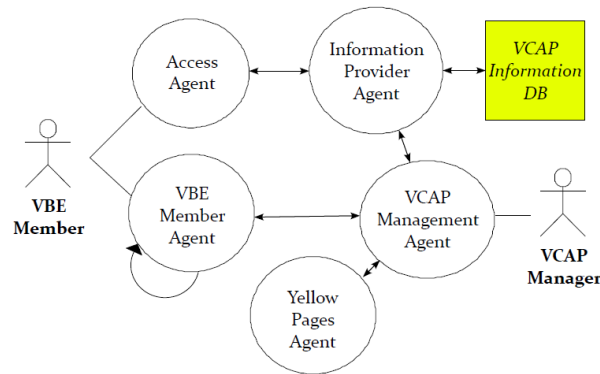 Access
Agent
Information
Provider
Agent
VCAP
Information
DB
VBE
Member
VBE
Member
Agent
VCAP
Management
Agent
VCAP
Manager
Yellow
Pages
Agent